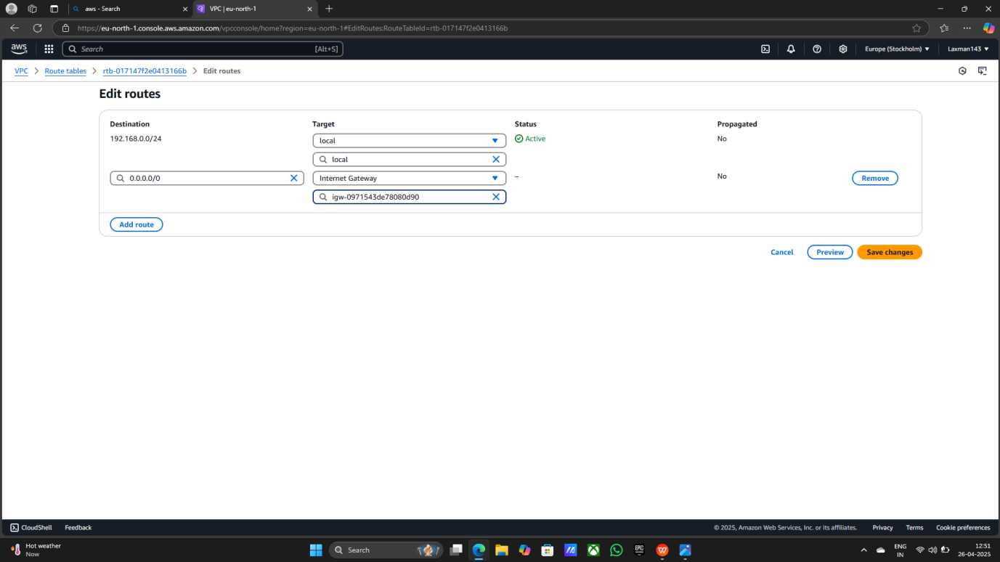 aws - Search
VPC | eu-north-1
https://eu-north-1.console.aws.amazon.com/vpcconsole/home?region=eu-north-1#EditRoutes:RouteTableId=rtb-017147f2e0413166b
aws
Search [Alt+S]
Europe (Stockholm)
Laxman143
VPC > Route tables > rtb-017147f2e0413166b > Edit routes
Edit routes
Destination Target Status Propagated
192.168.0.0/24 local Active No
local
0.0.0.0/0 Internet Gateway – No Remove
igw-0971543de78080d90
Add route
Cancel Preview Save changes
CloudShell Feedback © 2025, Amazon Web Services, Inc. or its affiliates. Privacy Terms Cookie preferences
Hot weather
Now
Search
EPIC
GAMES
ENG
IN
12:51
26-04-2025